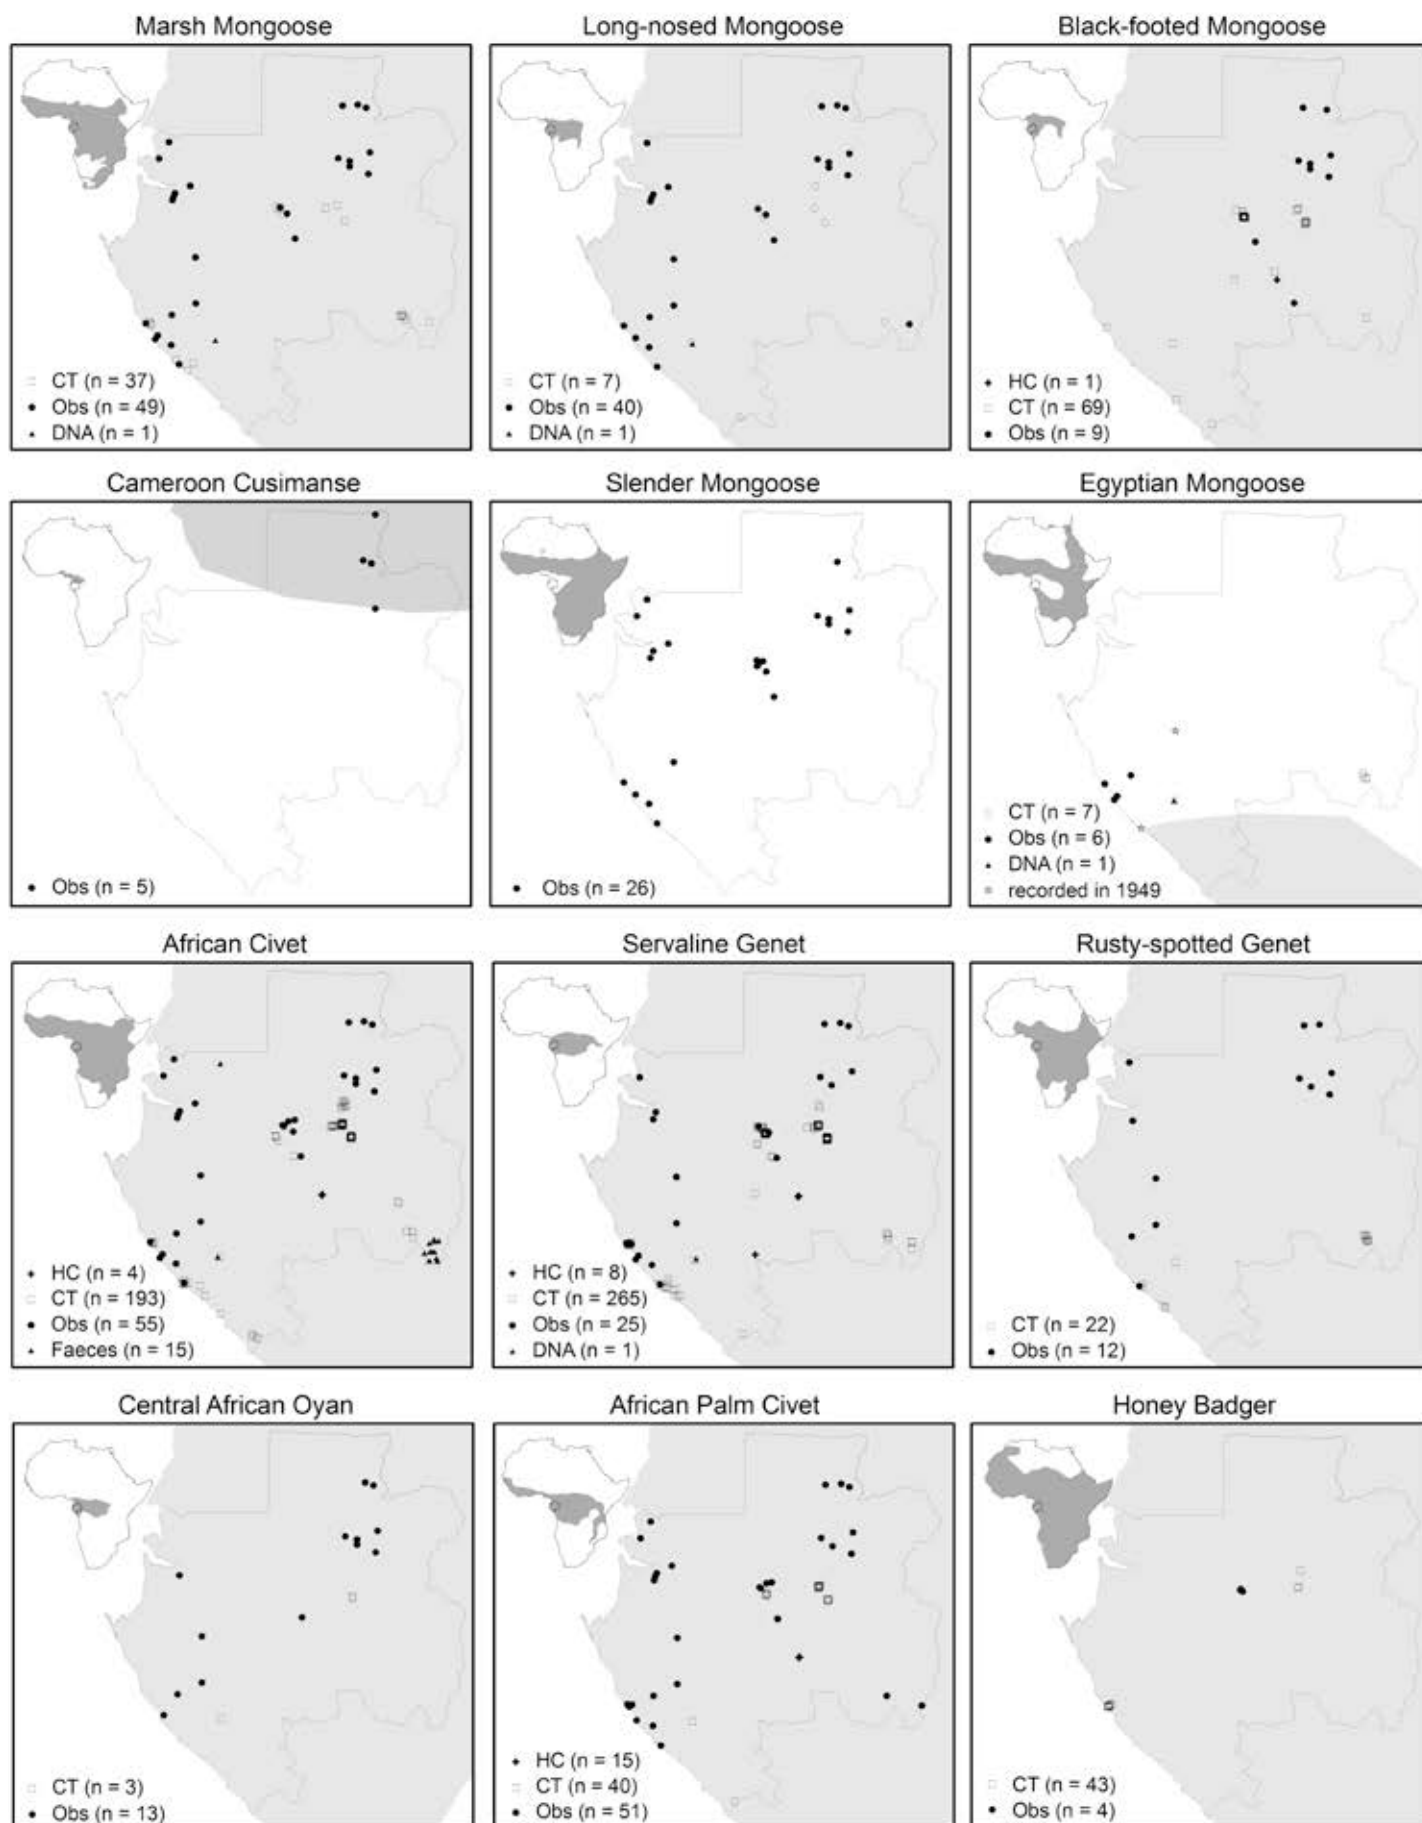 Marsh Mongoose
Long-nosed Mongoose
Black-footed Mongoose
CT (n = 37)
Obs (n = 49)
DNA (n = 1)
CT (n = 7)
Obs (n = 40)
DNA (n = 1)
HC (n = 1)
CT (n = 69)
Obs (n = 9)
Cameroon Cusimanse
Slender Mongoose
Egyptian Mongoose
Obs (n = 5)
Obs (n = 26)
CT (n = 7)
Obs (n = 6)
DNA (n = 1)
recorded in 1949
African Civet
Servaline Genet
Rusty-spotted Genet
HC (n = 4)
CT (n = 193)
Obs (n = 55)
Faeces (n = 15)
HC (n = 8)
CT (n = 265)
Obs (n = 25)
DNA (n = 1)
CT (n = 22)
Obs (n = 12)
Central African Oyan
African Palm Civet
Honey Badger
CT (n = 3)
Obs (n = 13)
HC (n = 15)
CT (n = 40)
Obs (n = 51)
CT (n = 43)
Obs (n = 4)